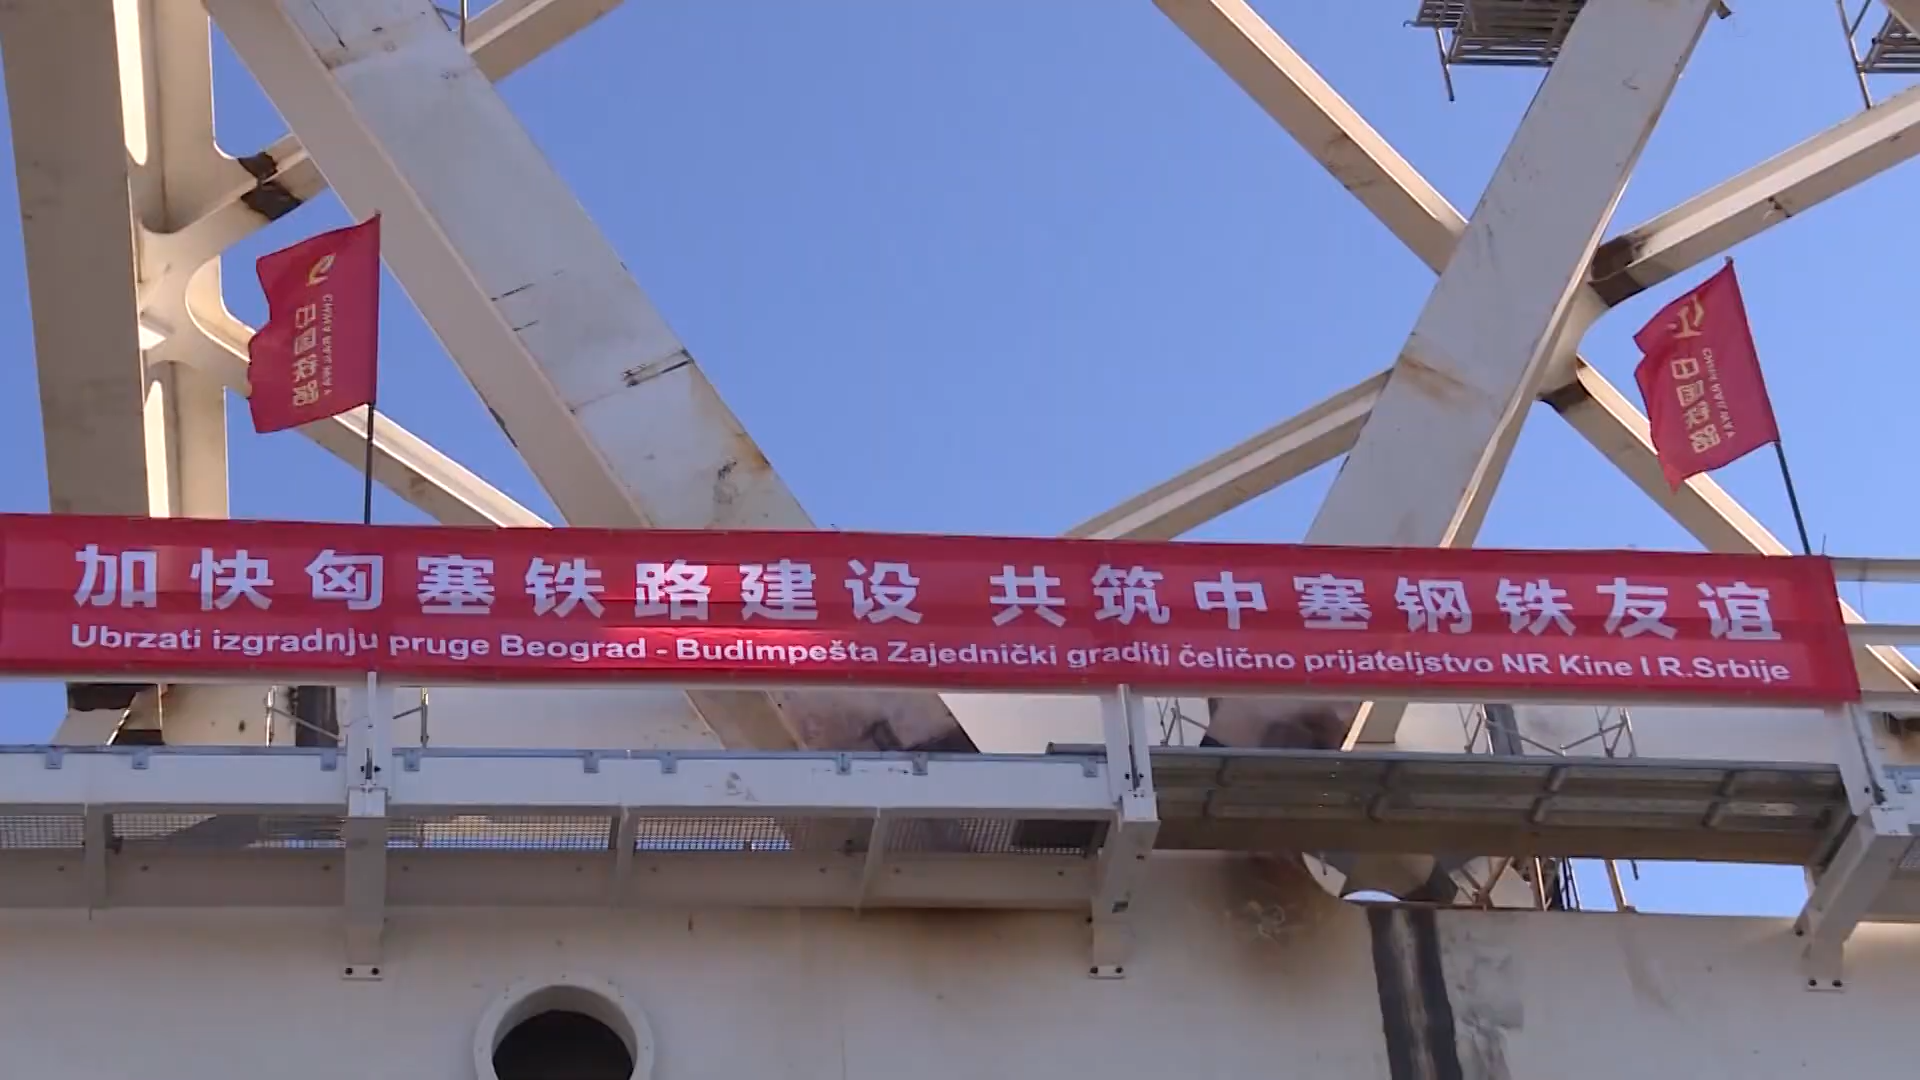 中国铁路
CHINA RAILWAY
中国铁路
CHINA RAILWAY
加快匈塞铁路建设 共筑中塞钢铁友谊
Ubrzati izgradnju pruge Beograd - Budimpešta Zajednički graditi čelično prijateljstvo NR Kine I R.Srbije